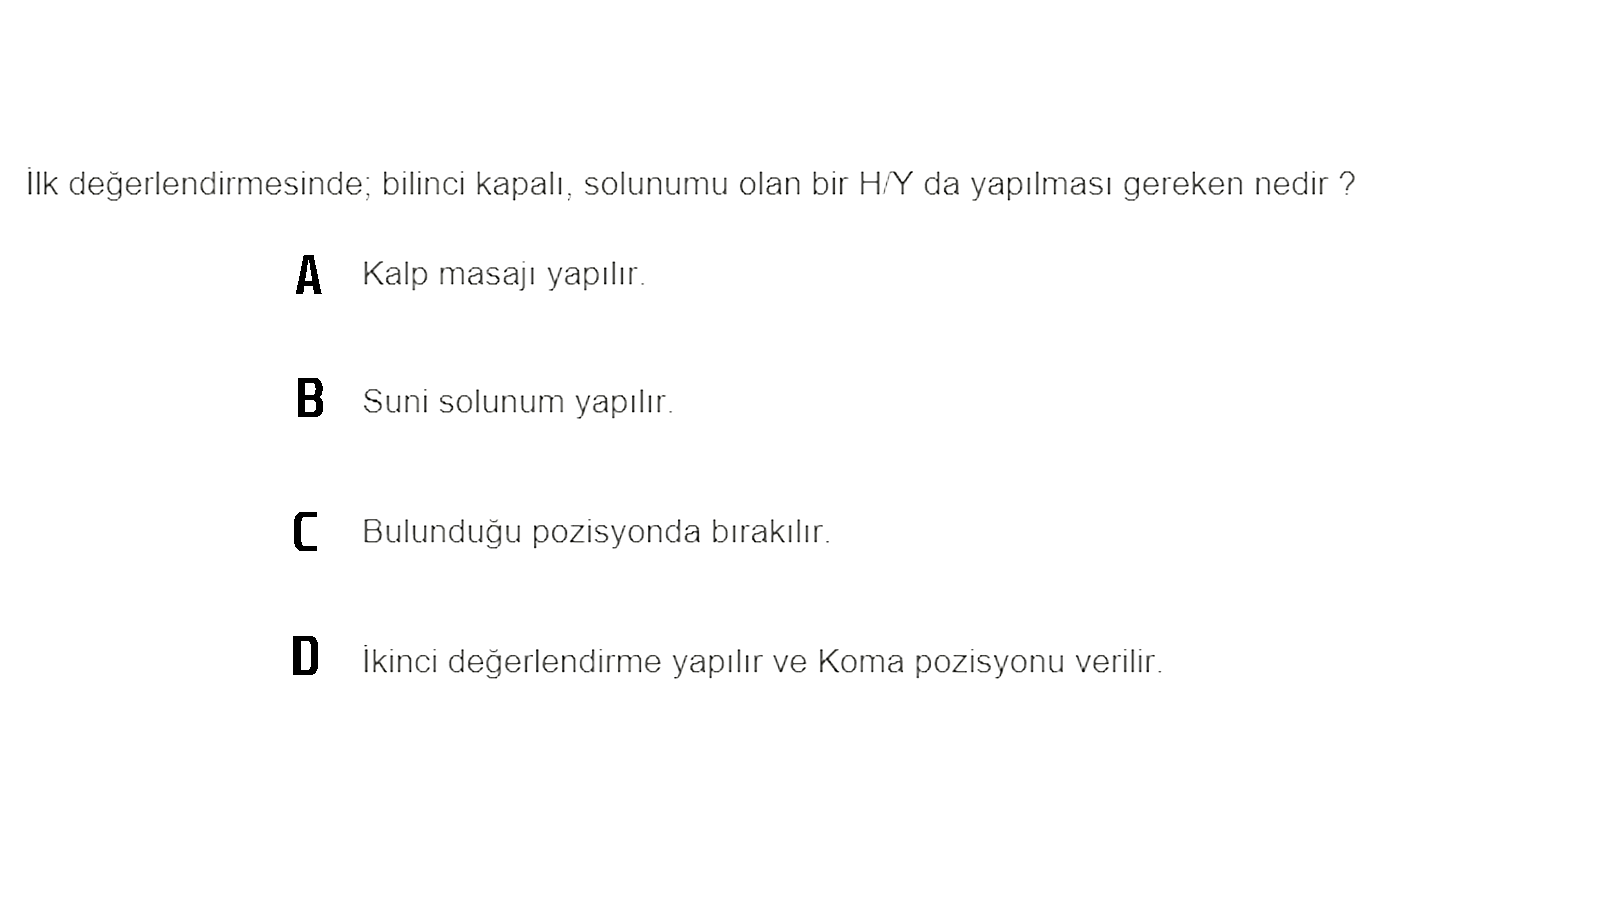 İlk değerlendirmesinde; bilinci kapalı, solunumu olan bir H/Y da yapılması gereken nedir ?
A Kalp masajı yapılır.
B Suni solunum yapılır.
C Bulunduğu pozisyonda bırakılır.
D İkinci değerlendirme yapılır ve Koma pozisyonu verilir.